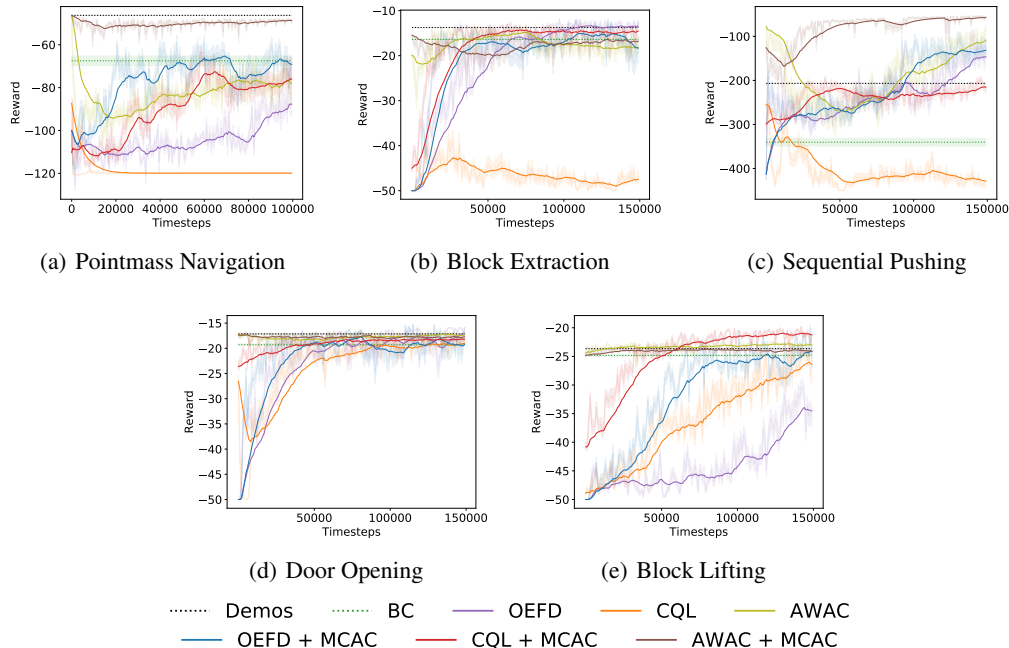 −60
−80
−100
−120
Reward
0 20000 40000 60000 80000 100000
Timesteps
(a) Pointmass Navigation
−10
−20
−30
−40
−50
Reward
50000 100000 150000
Timesteps
(b) Block Extraction
−100
−200
−300
−400
Reward
50000 100000 150000
Timesteps
(c) Sequential Pushing
−15
−20
−25
−30
−35
−40
−45
−50
Reward
50000 100000 150000
Timesteps
(d) Door Opening
−20
−25
−30
−35
−40
−45
−50
Reward
50000 100000 150000
Timesteps
(e) Block Lifting
Demos BC OEFD CQL AWAC
OEFD + MCAC CQL + MCAC AWAC + MCAC